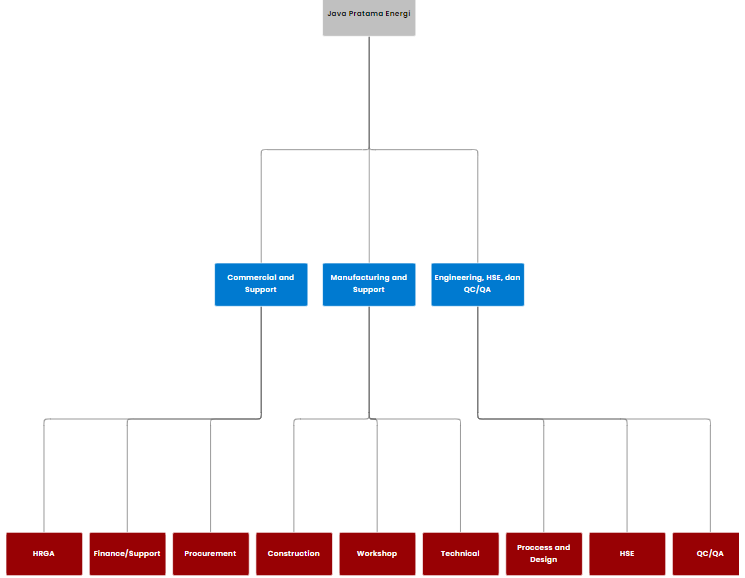 Java Pratama Energi
Commercial and
Support
Manufacturing and
Support
Engineering, HSE, dan
QC/QA
HRGA
Finance/Support
Procurement
Construction
Workshop
Technical
Proccess and
Design
HSE
QC/QA